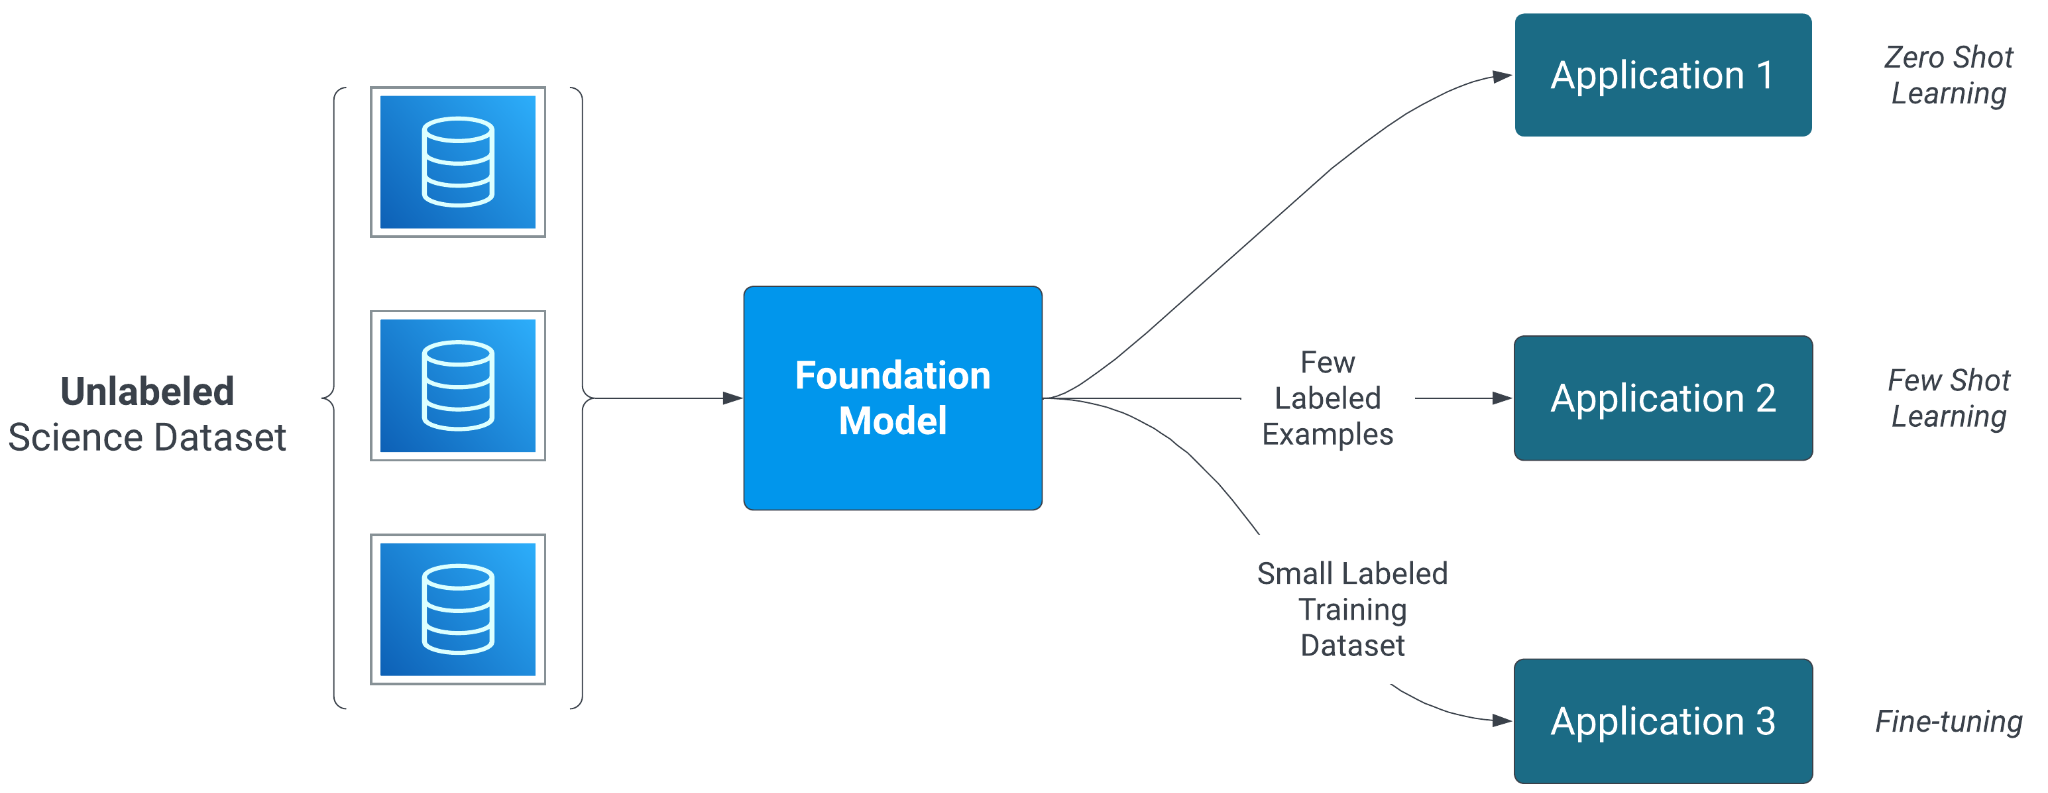 Unlabeled
Science Dataset
Foundation
Model
Few
Labeled
Examples
Small Labeled
Training
Dataset
Application 1
Zero Shot
Learning
Application 2
Few Shot
Learning
Application 3
Fine-tuning